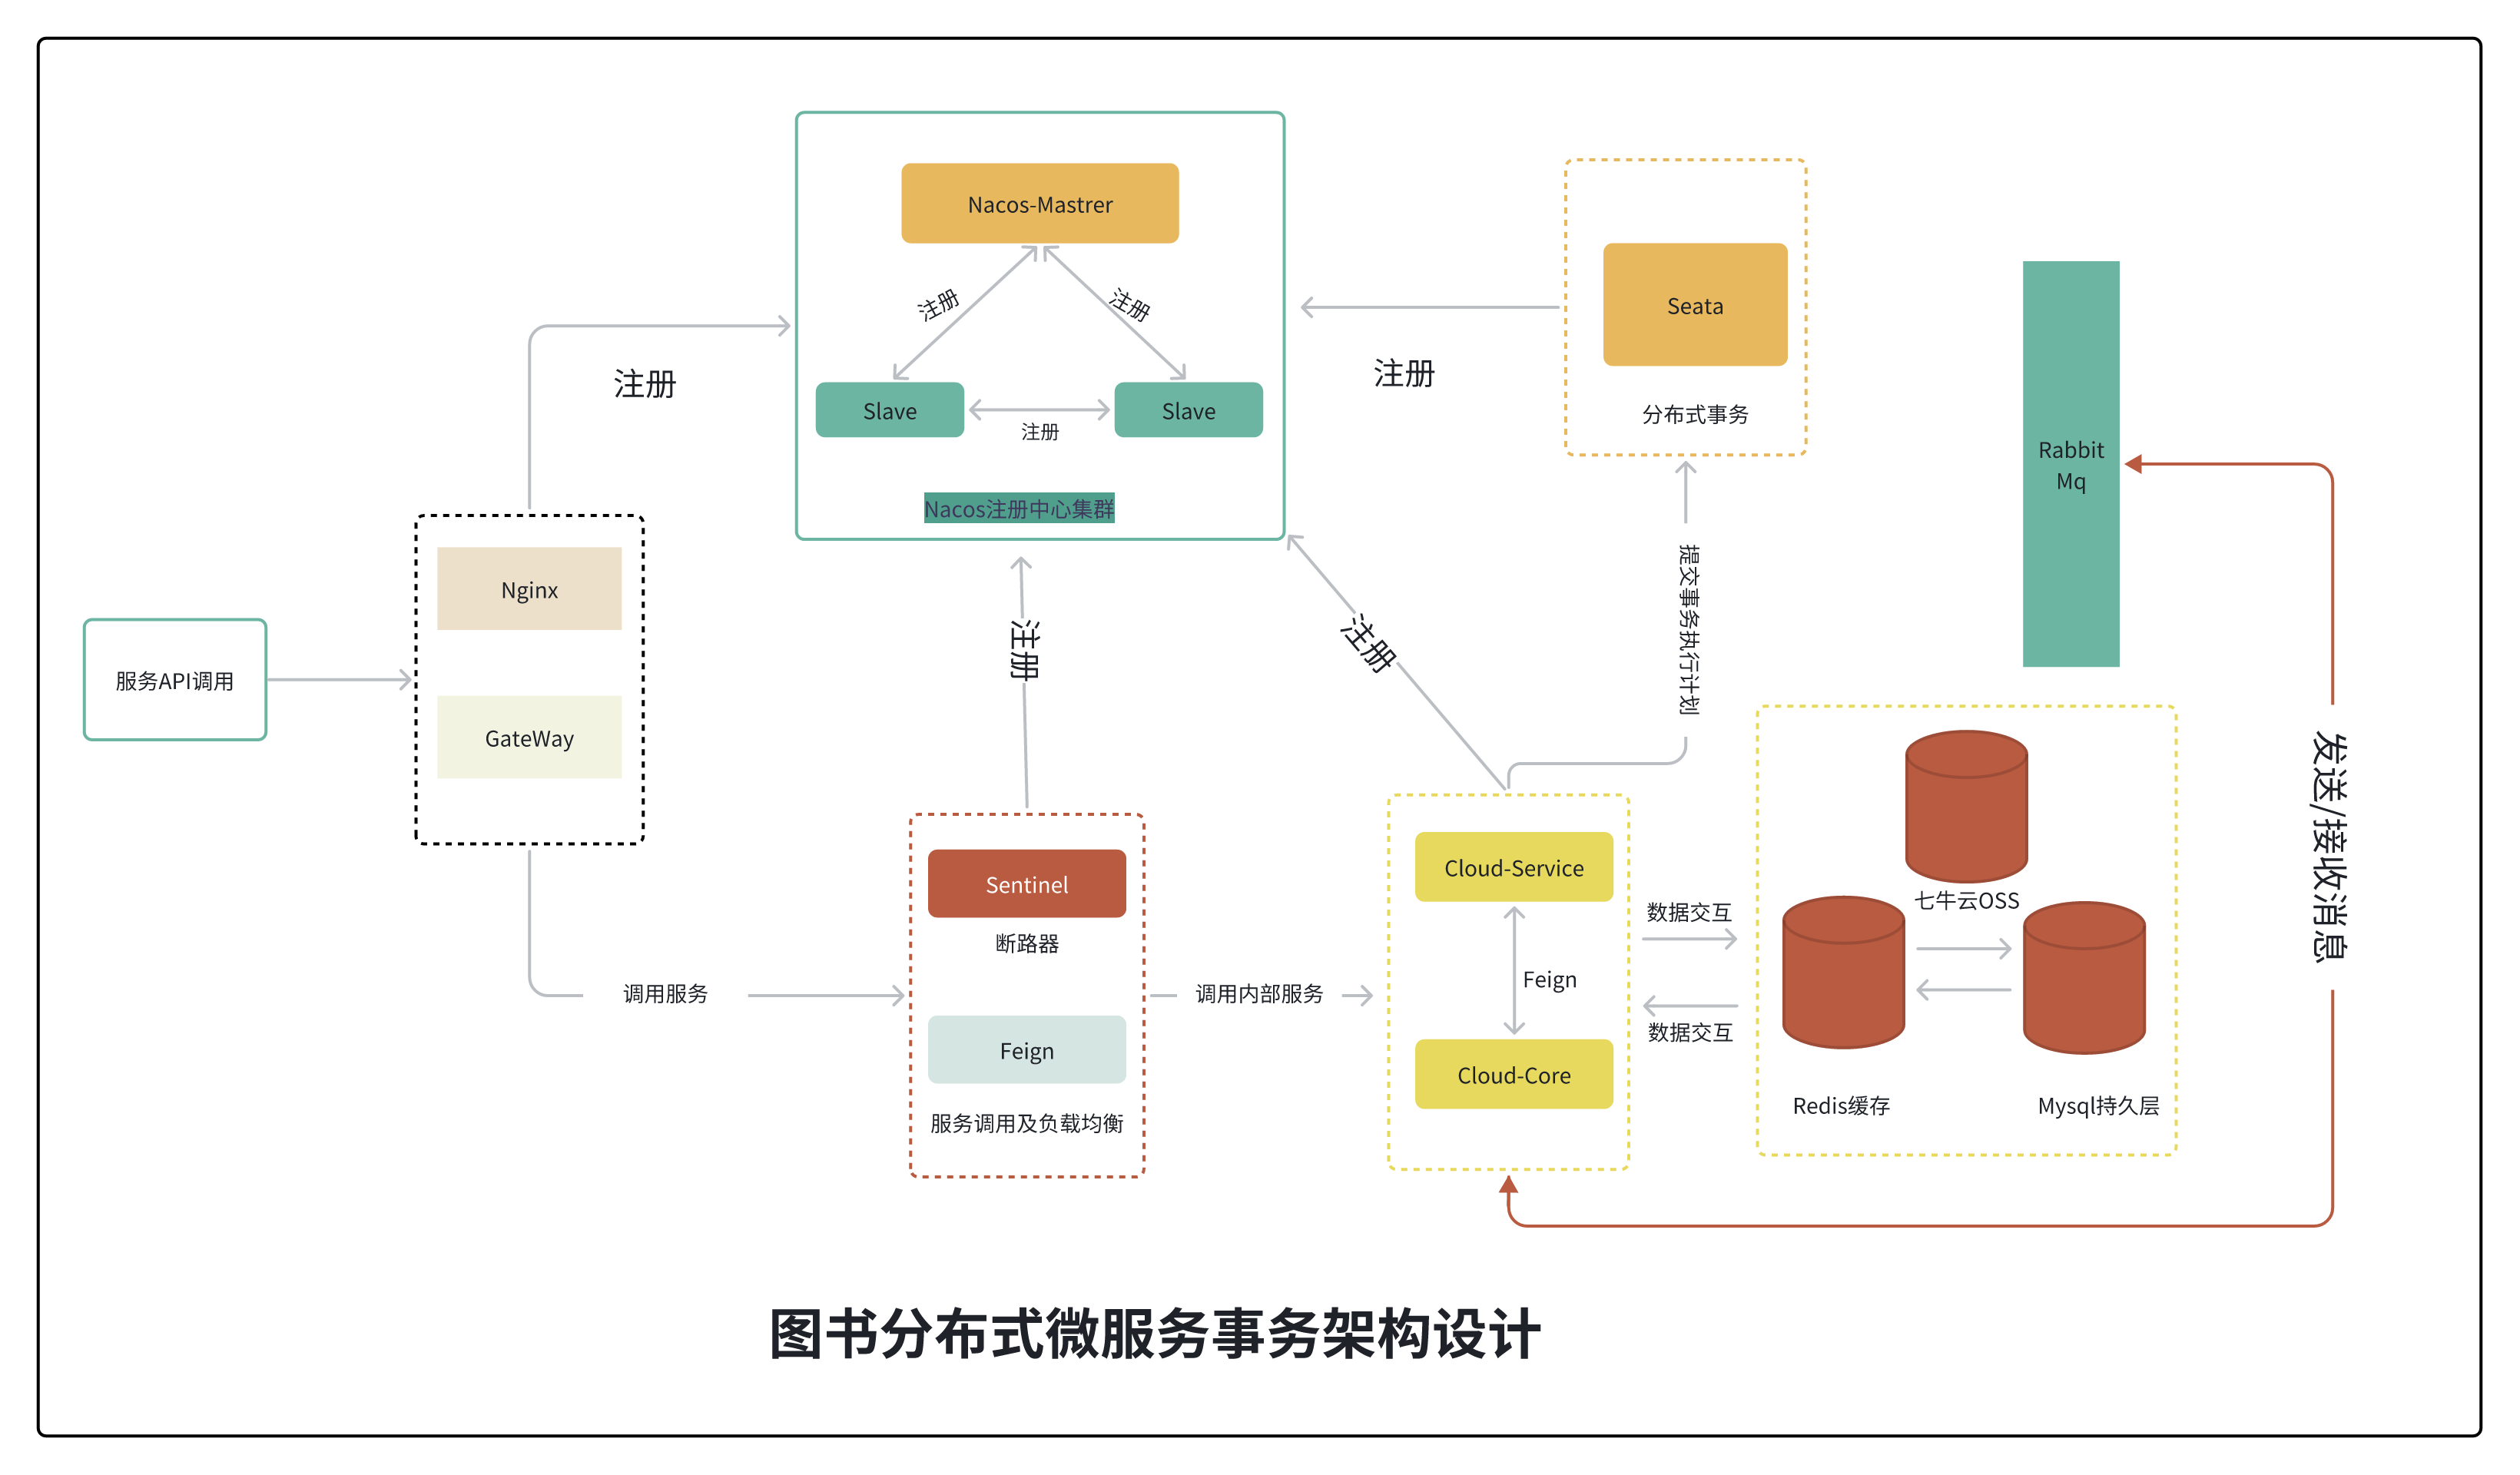 Nacos-Mastrer
注册
注册
Slave
Slave
注册
Nacos注册中心集群
注册
注册
Seata
分布式事务
Rabbit
Mq
Nginx
GateWay
服务API调用
注册
注册
提交事务执行计划
发送/接收消息
Sentinel
断路器
Feign
服务调用及负载均衡
调用服务
调用内部服务
Cloud-Service
Feign
Cloud-Core
数据交互
数据交互
七牛云OSS
Redis缓存
Mysql持久层
图书分布式微服务事务架构设计